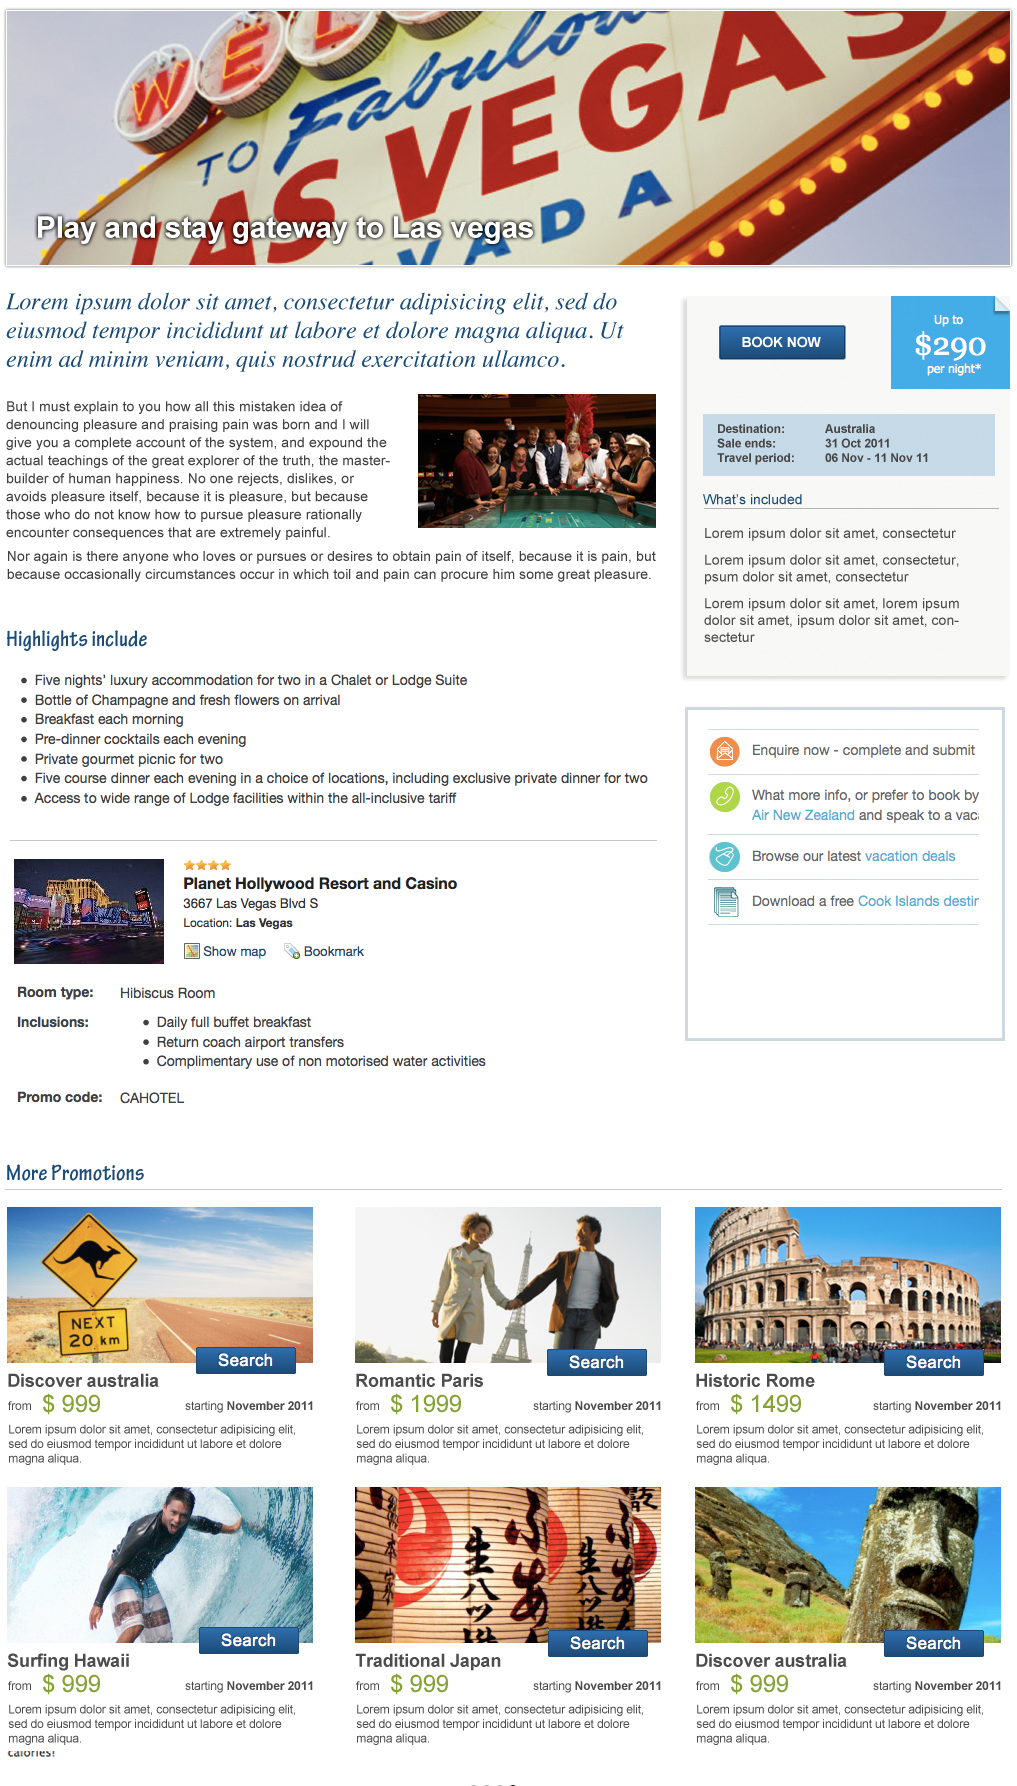 WEL
TO Fabulous
LAS VEGAS
VADA
Play and stay gateway to Las vegas
Lorem ipsum dolor sit amet, consectetur adipisicing elit, sed do
eiusmod tempor incididunt ut labore et dolore magna aliqua. Ut
enim ad minim veniam, quis nostrud exercitation ullamco.
But I must explain to you how all this mistaken idea of
denouncing pleasure and praising pain was born and I will
give you a complete account of the system, and expound the
actual teachings of the great explorer of the truth, the master-
builder of human happiness. No one rejects, dislikes, or
avoids pleasure itself, because it is pleasure, but because
those who do not know how to pursue pleasure rationally
encounter consequences that are extremely painful.
Nor again is there anyone who loves or pursues or desires to obtain pain of itself, because it is pain, but
because occasionally circumstances occur in which toil and pain can procure him some great pleasure.
BOOK NOW
Up to
$290
per night*
Destination: Australia
Sale ends: 31 Oct 2011
Travel period: 06 Nov - 11 Nov 11
What's included
Lorem ipsum dolor sit amet, consectetur
Lorem ipsum dolor sit amet, consectetur,
psum dolor sit amet, consectetur
Lorem ipsum dolor sit amet, lorem ipsum
dolor sit amet, ipsum dolor sit amet, con-
sectetur
Highlights include
• Five nights' luxury accommodation for two in a Chalet or Lodge Suite
• Bottle of Champagne and fresh flowers on arrival
• Breakfast each morning
• Pre-dinner cocktails each evening
• Private gourmet picnic for two
• Five course dinner each evening in a choice of locations, including exclusive private dinner for two
• Access to wide range of Lodge facilities within the all-inclusive tariff
Enquire now - complete and submit
What more info, or prefer to book by
Air New Zealand and speak to a vaca
Browse our latest vacation deals
Download a free Cook Islands destin
Planet Hollywood Resort and Casino
3667 Las Vegas Blvd S
Location: Las Vegas
Show map Bookmark
Room type: Hibiscus Room
Inclusions: • Daily full buffet breakfast
• Return coach airport transfers
• Complimentary use of non motorised water activities
Promo code: CAHOTEL
More Promotions
NEXT
20 km
Search
Discover australia
from $ 999 starting November 2011
Lorem ipsum dolor sit amet, consectetur adipisicing elit,
sed do eiusmod tempor incididunt ut labore et dolore
magna aliqua.
Search
Romantic Paris
from $ 1999 starting November 2011
Lorem ipsum dolor sit amet, consectetur adipisicing elit,
sed do eiusmod tempor incididunt ut labore et dolore
magna aliqua.
Search
Historic Rome
from $ 1499 starting November 2011
Lorem ipsum dolor sit amet, consectetur adipisicing elit,
sed do eiusmod tempor incididunt ut labore et dolore
magna aliqua.
Search
Surfing Hawaii
from $ 999 starting November 2011
Lorem ipsum dolor sit amet, consectetur adipisicing elit,
sed do eiusmod tempor incididunt ut labore et dolore
magna aliqua.
calories!
生八ツ橋
Search
Traditional Japan
from $ 999 starting November 2011
Lorem ipsum dolor sit amet, consectetur adipisicing elit,
sed do eiusmod tempor incididunt ut labore et dolore
magna aliqua.
Search
Discover australia
from $ 999 starting November 2011
Lorem ipsum dolor sit amet, consectetur adipisicing elit,
sed do eiusmod tempor incididunt ut labore et dolore
magna aliqua.